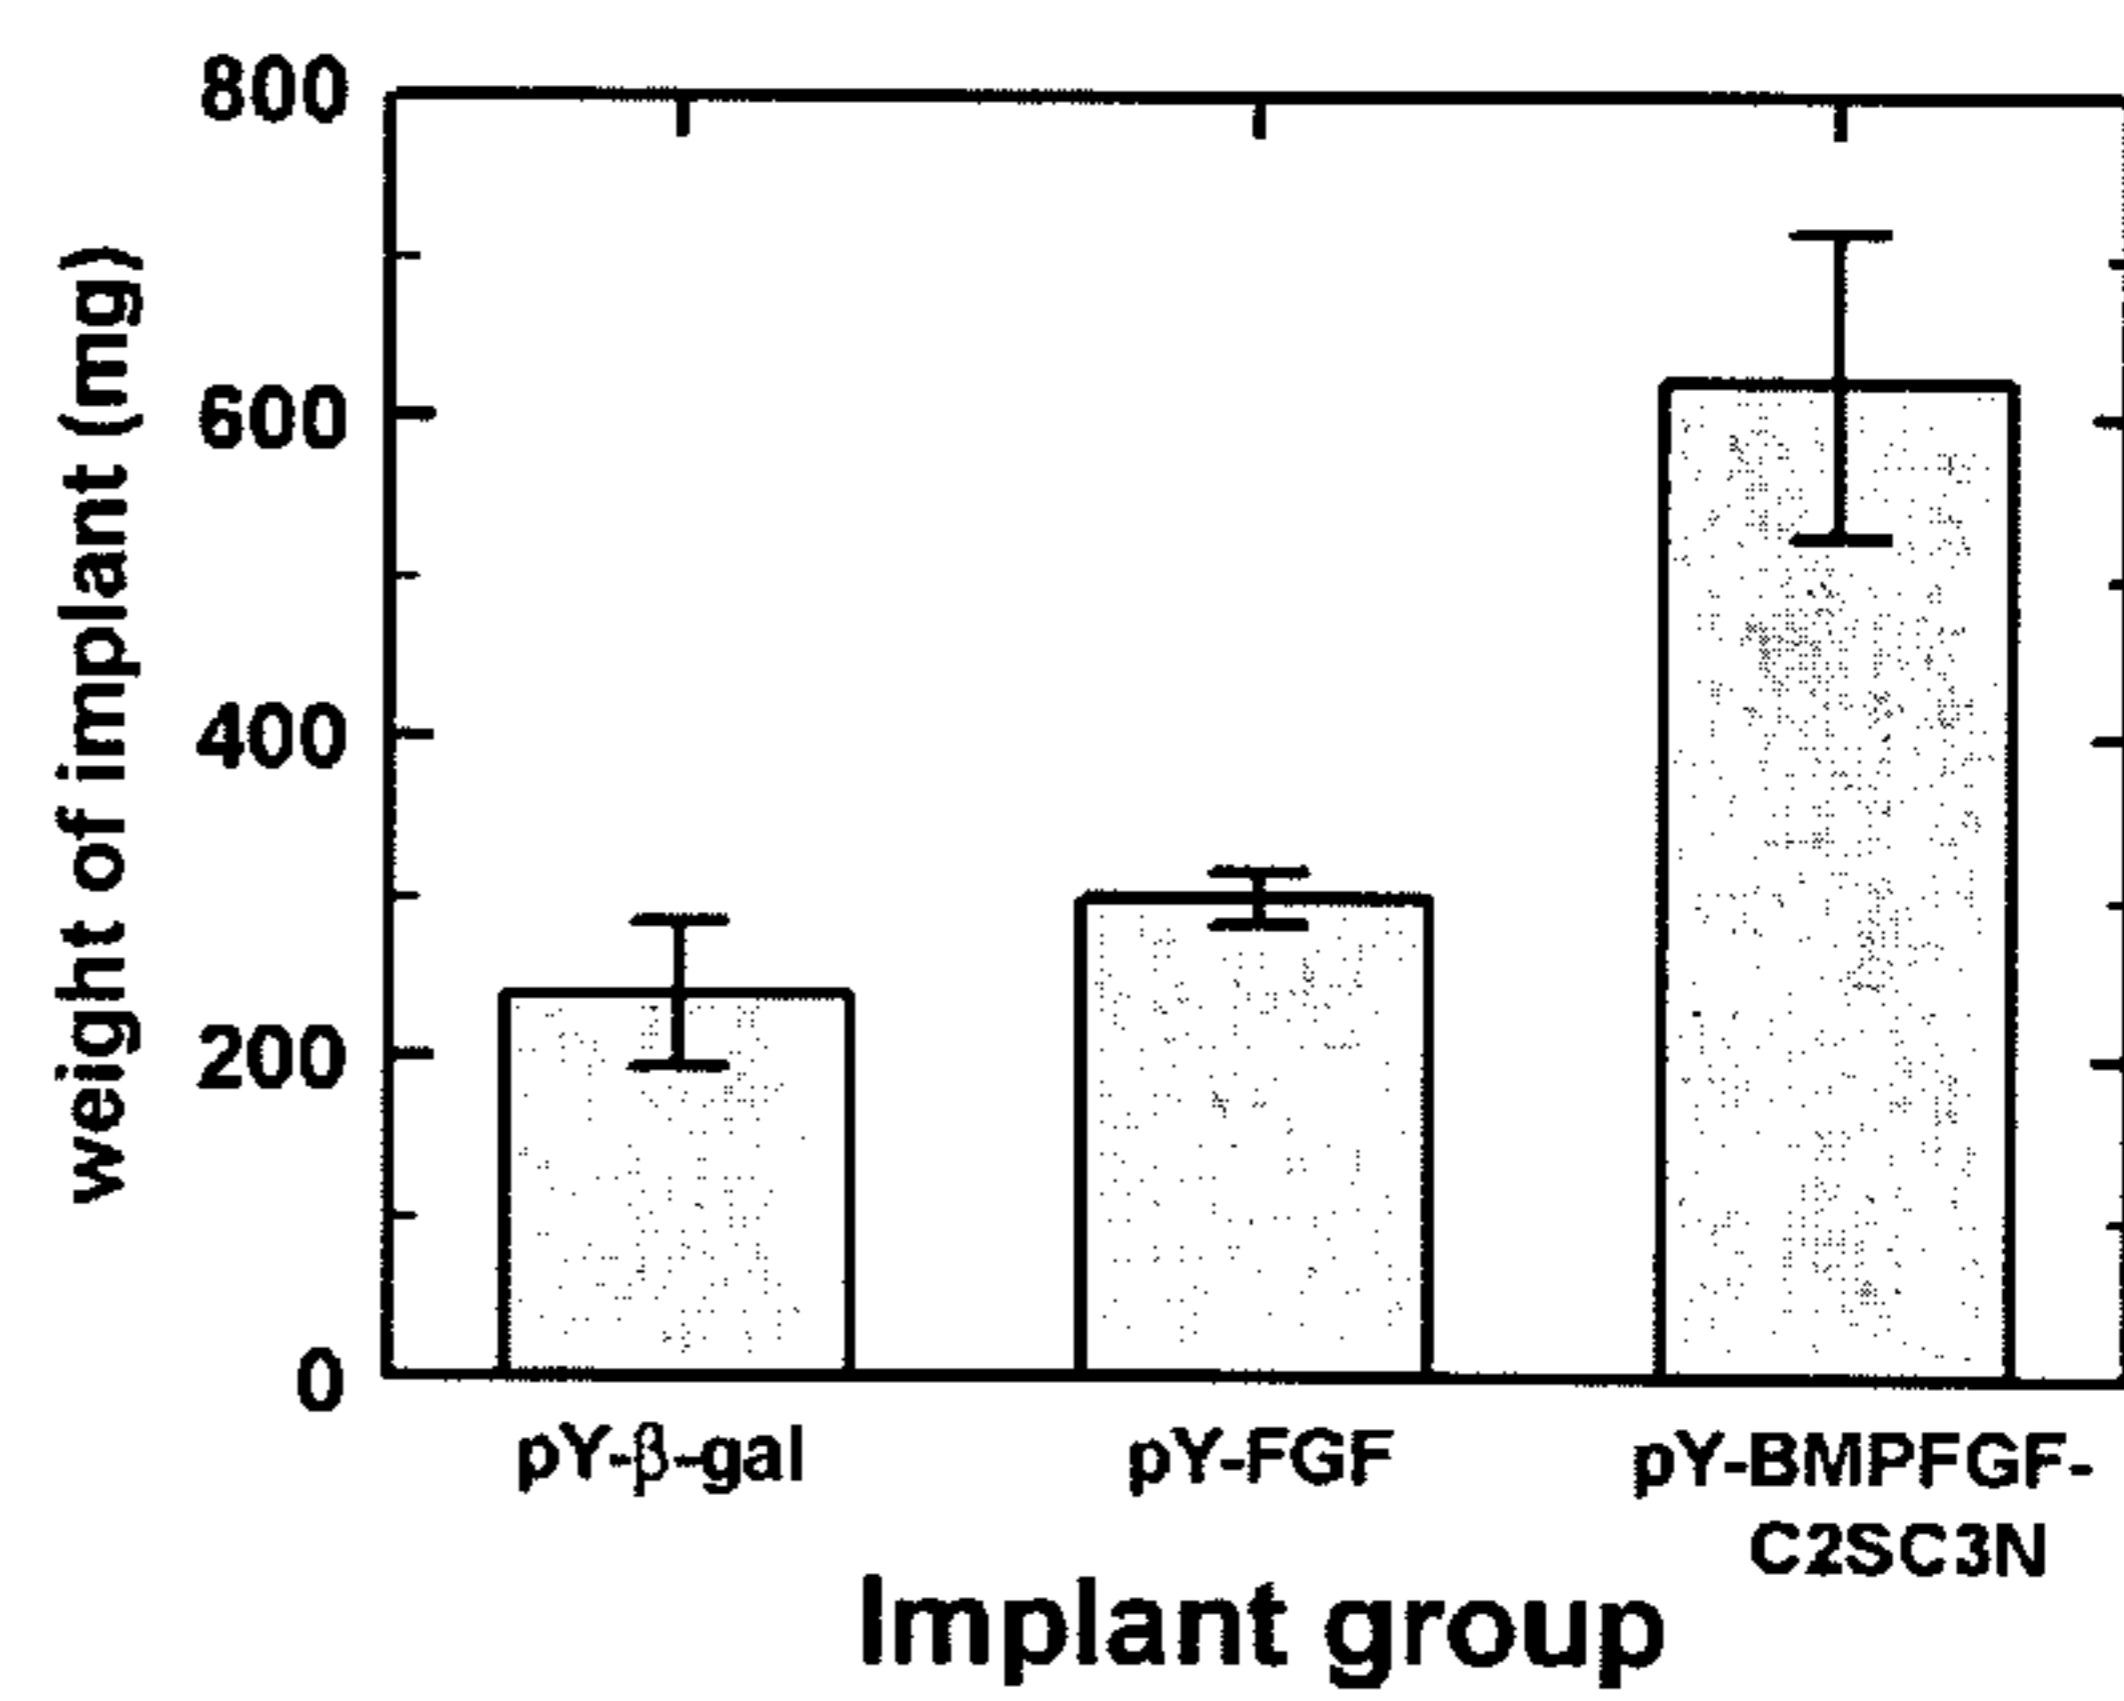 800
600
400
200
0
weight of implant (mg)
pY-β-gal
pY-FGF
pY-BMPFGF-
C2SC3N
Implant group